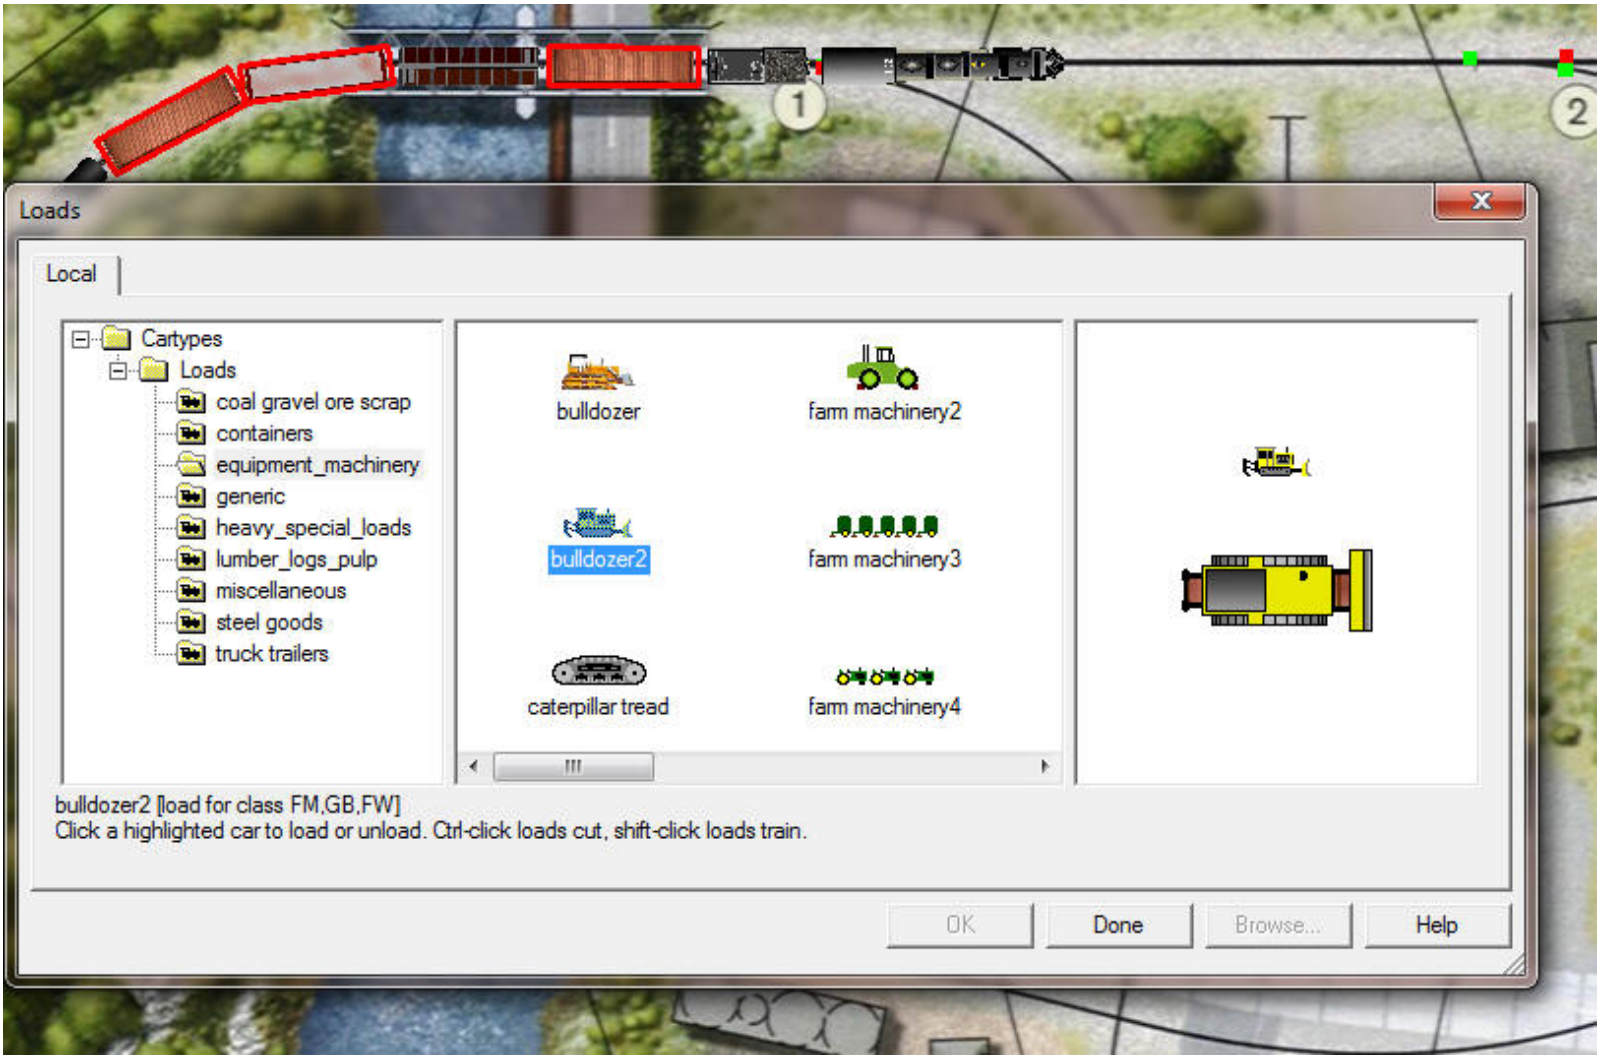 1
2
Loads
Local
Cartypes
Loads
coal gravel ore scrap
containers
equipment_machinery
generic
heavy_special_loads
lumber_logs_pulp
miscellaneous
steel goods
truck trailers
bulldozer
farm machinery2
bulldozer2
farm machinery3
caterpillar tread
farm machinery4
bulldozer2 [load for class FM,GB,FW]
Click a highlighted car to load or unload. Ctrl-click loads cut, shift-click loads train.
OK
Done
Browse...
Help